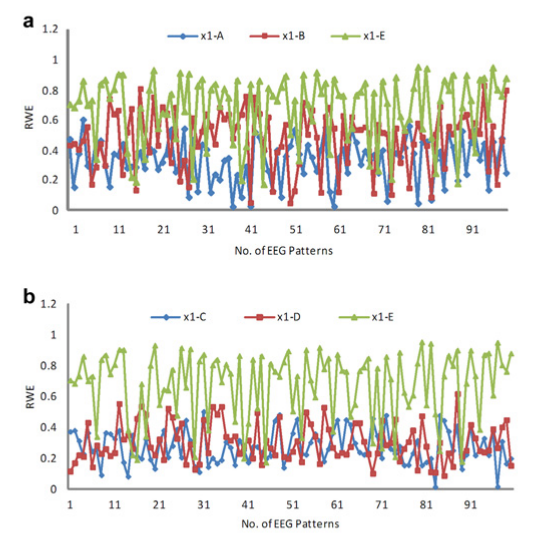 a
1.2
x1-A x1-B x1-E
1
0.8
0.6
0.4
0.2
0
RWE
1 11 21 31 41 51 61 71 81 91
No. of EEG Patterns
b
1.2
x1-C x1-D x1-E
1
0.8
0.6
0.4
0.2
0
RWE
1 11 21 31 41 51 61 71 81 91
No. of EEG Patterns